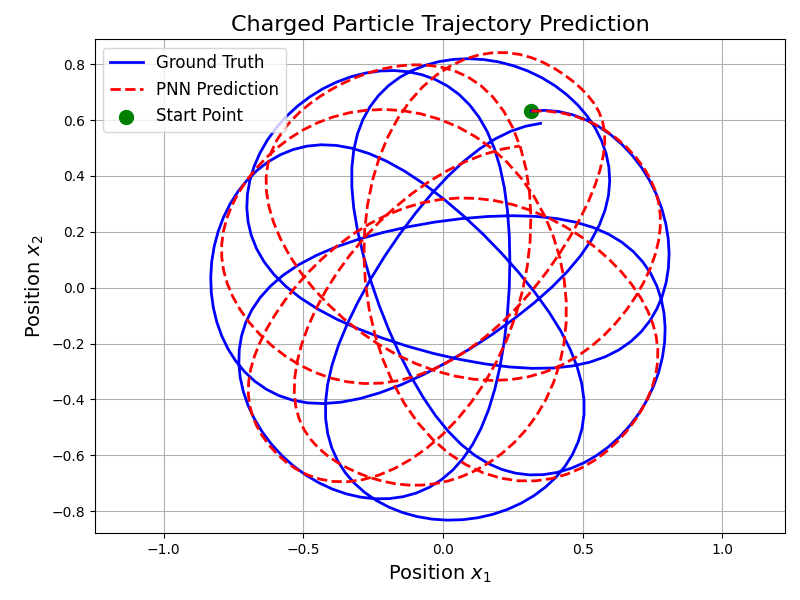 Charged Particle Trajectory Prediction
Ground Truth
PNN Prediction
Start Point
0.8
0.6
0.4
0.2
0.0
−0.2
−0.4
−0.6
−0.8
Position x₂
−1.0
−0.5
0.0
0.5
1.0
Position x₁